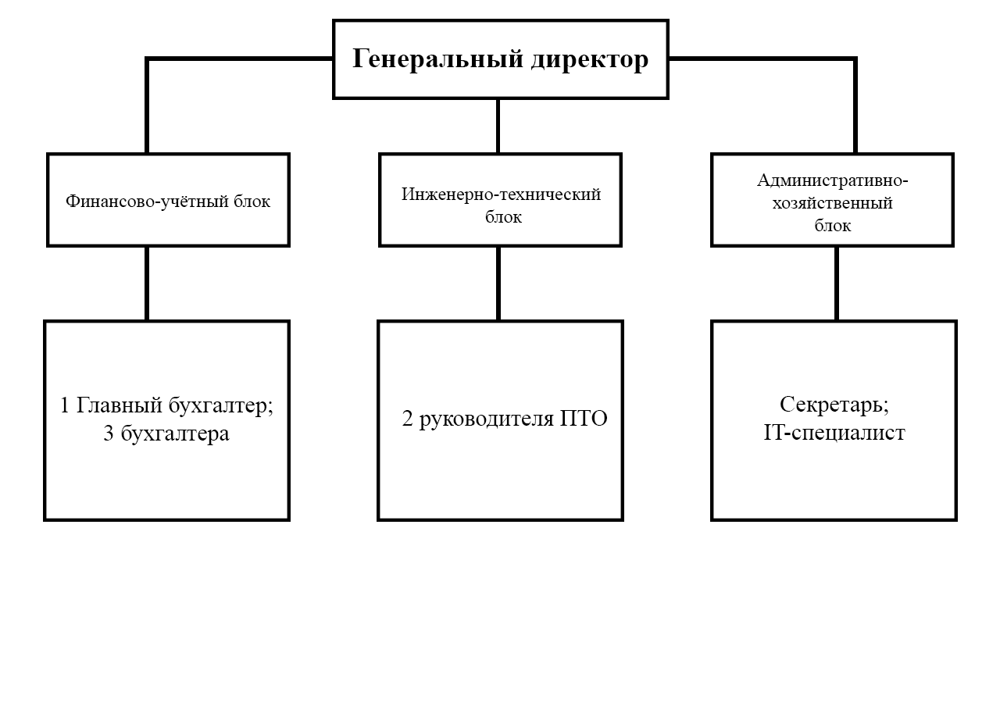 Генеральный директор
Финансово-учётный блок
Инженерно-технический
блок
Административно-
хозяйственный
блок
1 Главный бухгалтер;
3 бухгалтера
2 руководителя ПТО
Секретарь;
IT-специалист